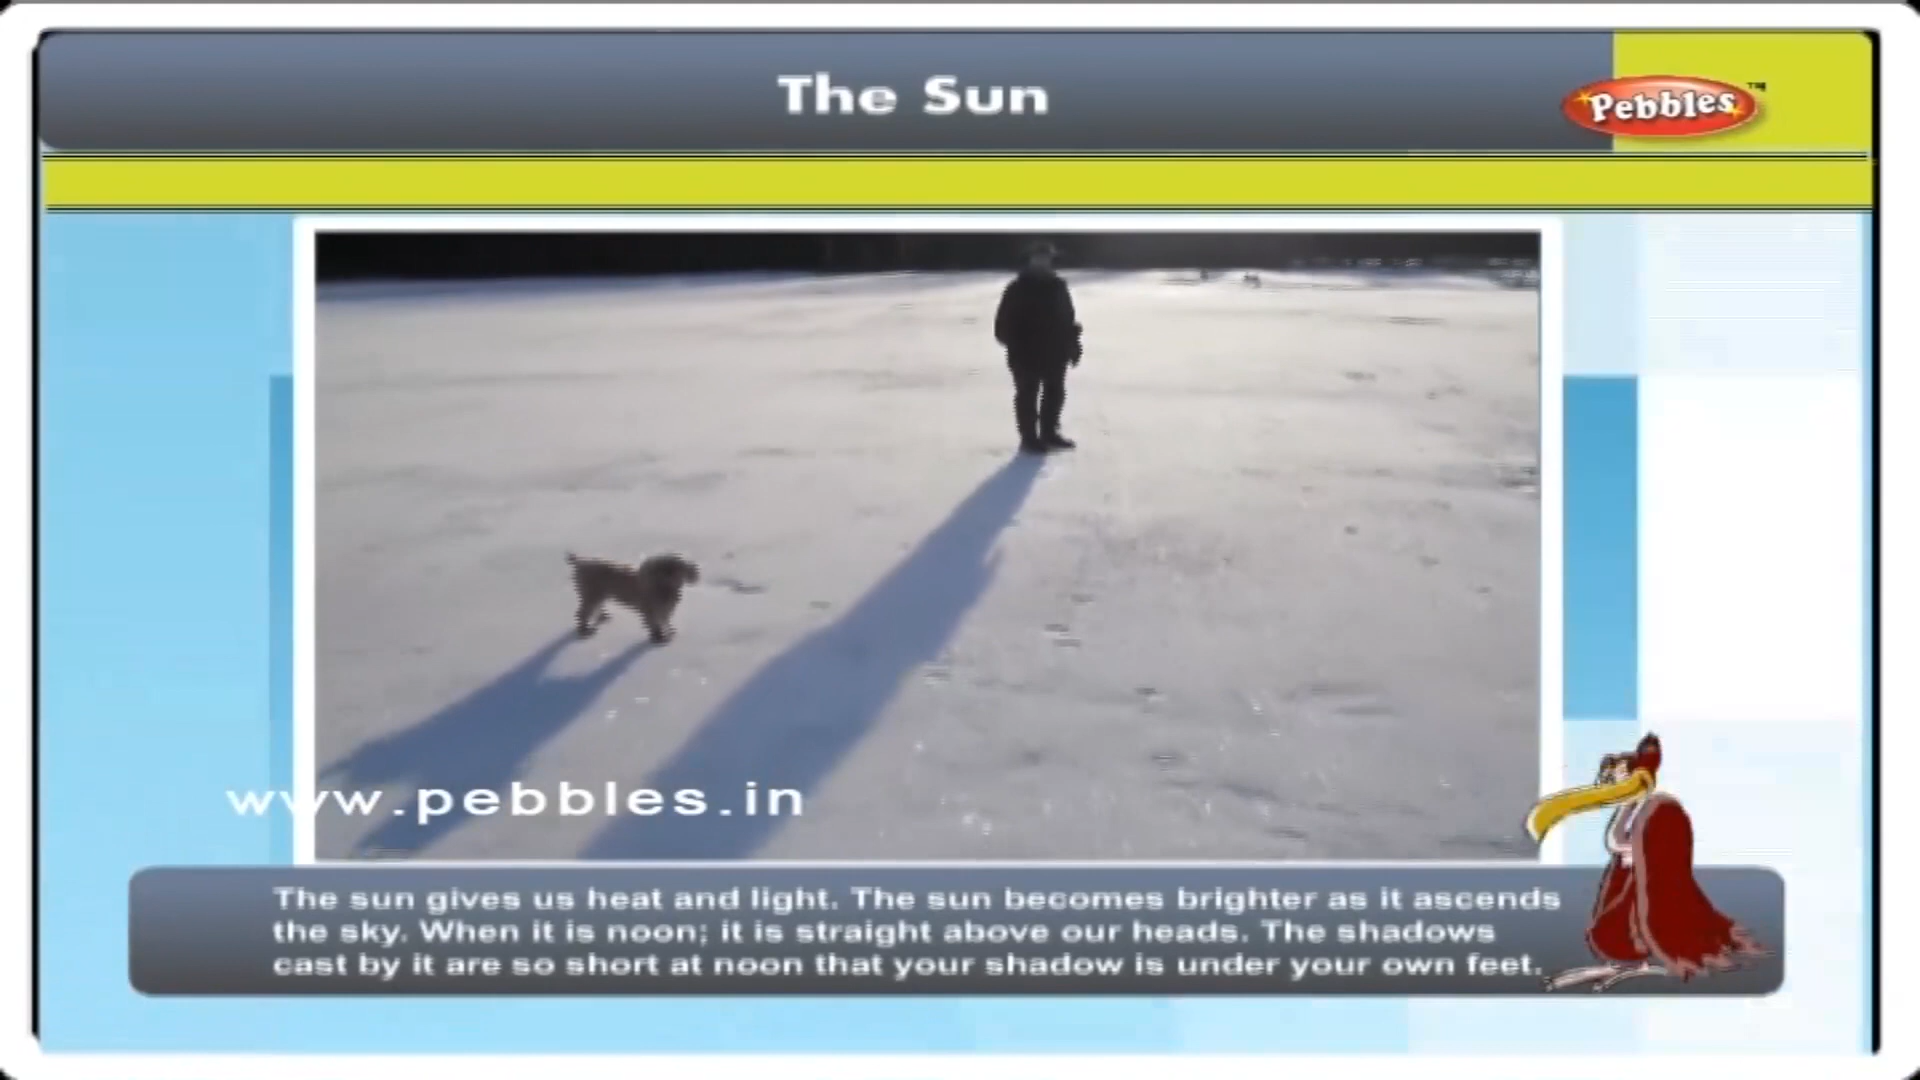 The Sun
Pebbles™
www.pebbles.in
The sun gives us heat and light. The sun becomes brighter as it ascends
the sky. When it is noon; it is straight above our heads. The shadows
cast by it are so short at noon that your shadow is under your own feet.